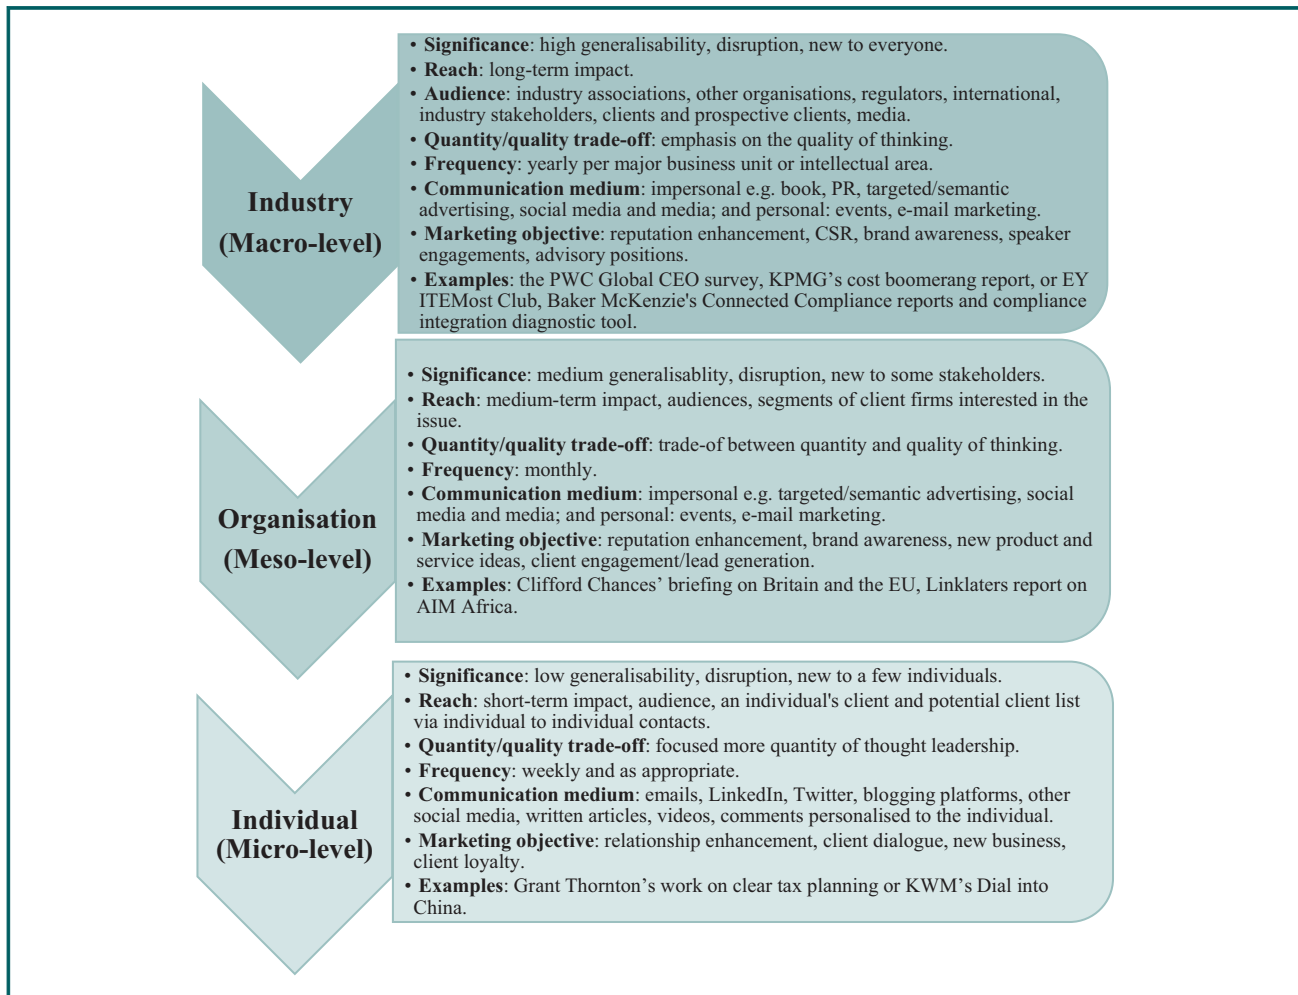 • Significance: high generalisability, disruption, new to everyone.
• Reach: long-term impact.
• Audience: industry associations, other organisations, regulators, international,
industry stakeholders, clients and prospective clients, media.
• Quantity/quality trade-off: emphasis on the quality of thinking.
• Frequency: yearly per major business unit or intellectual area.
• Communication medium: impersonal e.g. book, PR, targeted/semantic
advertising, social media and media; and personal: events, e-mail marketing.
• Marketing objective: reputation enhancement, CSR, brand awareness, speaker
engagements, advisory positions.
• Examples: the PWC Global CEO survey, KPMG’s cost boomerang report, or EY
ITEMost Club, Baker McKenzie's Connected Compliance reports and compliance
integration diagnostic tool.
Industry
(Macro-level)
• Significance: medium generalisablity, disruption, new to some stakeholders.
• Reach: medium-term impact, audiences, segments of client firms interested in the
issue.
• Quantity/quality trade-off: trade-of between quantity and quality of thinking.
• Frequency: monthly.
• Communication medium: impersonal e.g. targeted/semantic advertising, social
media and media; and personal: events, e-mail marketing.
• Marketing objective: reputation enhancement, brand awareness, new product and
service ideas, client engagement/lead generation.
• Examples: Clifford Chances’ briefing on Britain and the EU, Linklaters report on
AIM Africa.
Organisation
(Meso-level)
• Significance: low generalisability, disruption, new to a few individuals.
• Reach: short-term impact, audience, an individual's client and potential client list
via individual to individual contacts.
• Quantity/quality trade-off: focused more quantity of thought leadership.
• Frequency: weekly and as appropriate.
• Communication medium: emails, LinkedIn, Twitter, blogging platforms, other
social media, written articles, videos, comments personalised to the individual.
• Marketing objective: relationship enhancement, client dialogue, new business,
client loyalty.
• Examples: Grant Thornton’s work on clear tax planning or KWM’s Dial into
China.
Individual
(Micro-level)